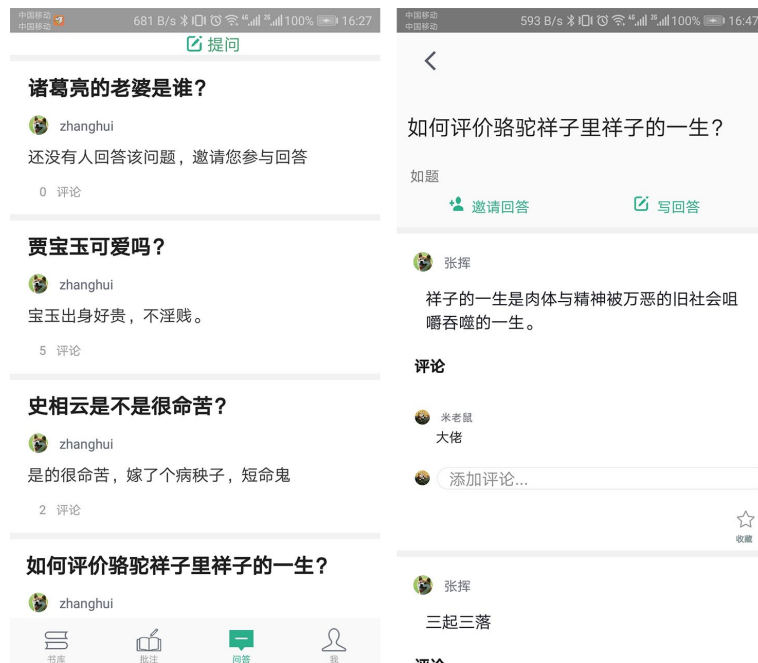 中国移动
中国移动
681 B/s 100% 16:27
提问
诸葛亮的老婆是谁？
zhanghui
还没有人回答该问题，邀请您参与回答
0 评论
贾宝玉可爱吗？
zhanghui
宝玉出身好贵，不淫贱。
5 评论
史相云是不是很命苦？
zhanghui
是的很命苦，嫁了个病秧子，短命鬼
2 评论
如何评价骆驼祥子里祥子的一生？
zhanghui
书库 批注 问答 我
中国移动
中国移动
593 B/s 100% 16:47
如何评价骆驼祥子里祥子的一生？
如题
邀请回答 写回答
张挥
祥子的一生是肉体与精神被万恶的旧社会咀
嚼吞噬的一生。
评论
米老鼠
大佬
添加评论...
收藏
张挥
三起三落
评论